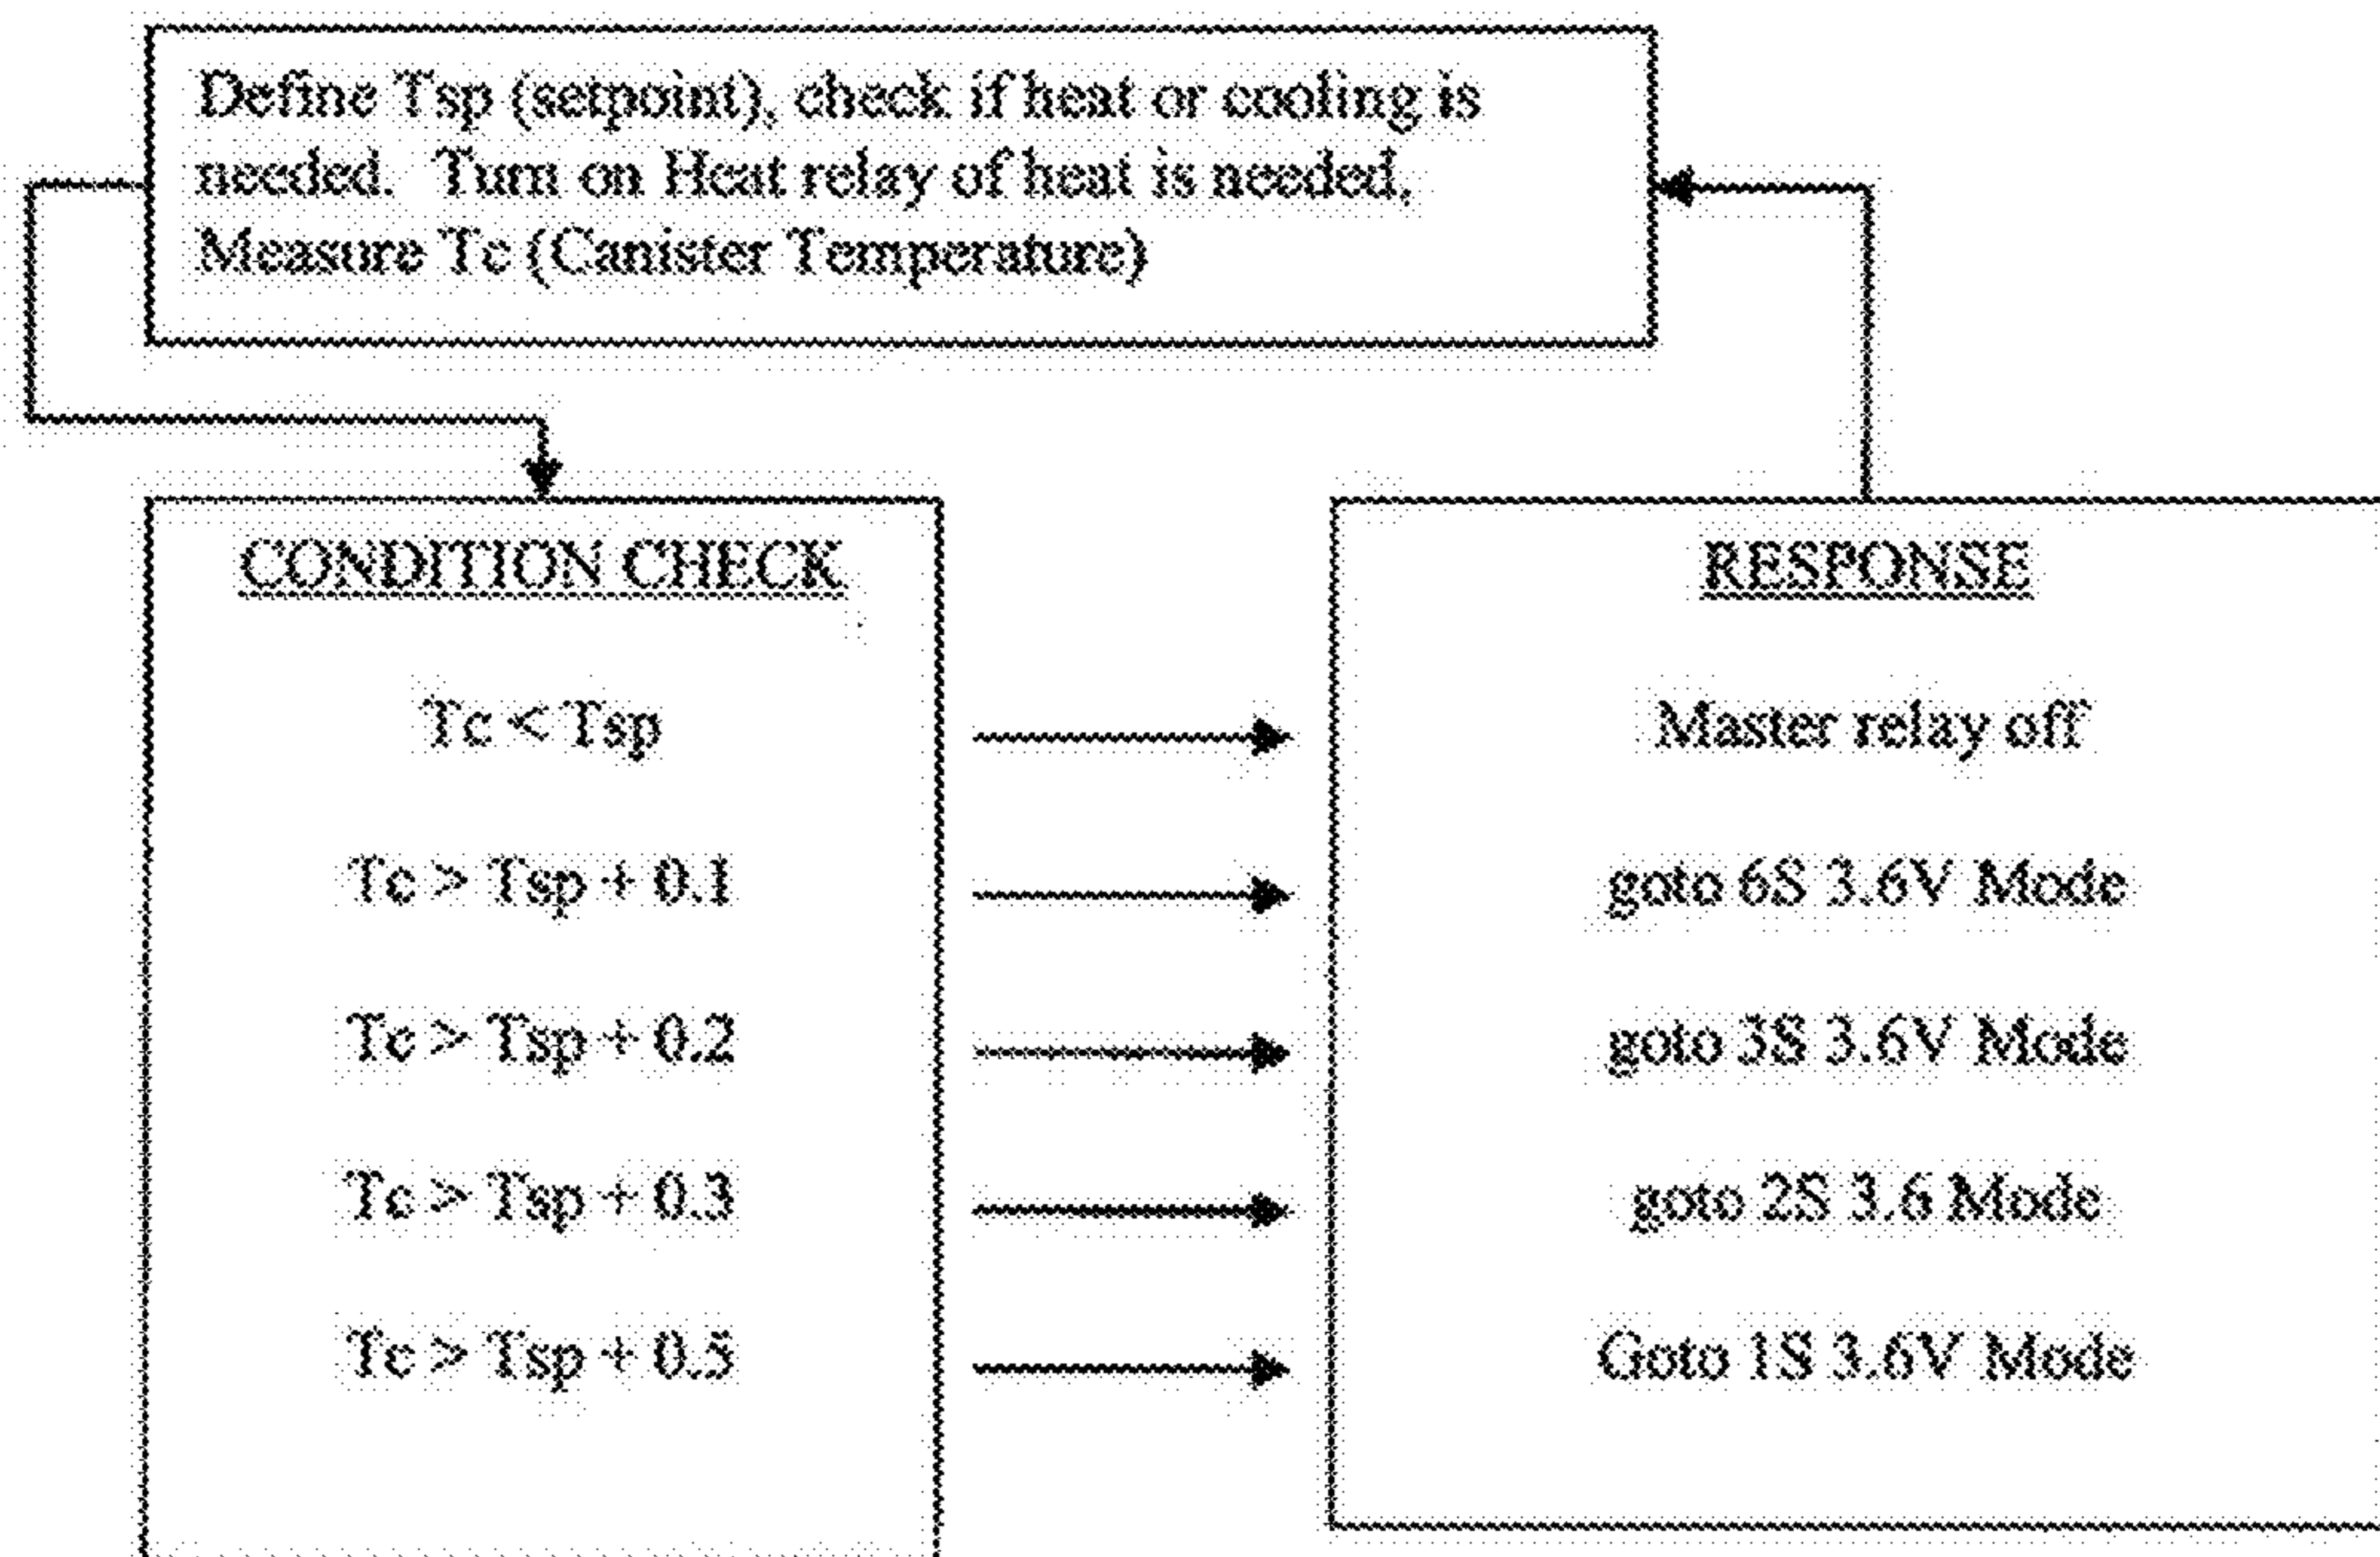 Define Tsp (setpoint), check if heat or cooling is
needed. Turn on Heat relay of heat is needed,
Measure Tc (Canister Temperature)
CONDITION CHECK
Tc < Tsp
Tc > Tsp + 0.1
Tc > Tsp + 0.2
Tc > Tsp + 0.3
Tc > Tsp + 0.5
RESPONSE
Master relay off
goto 6S 3.6V Mode
goto 3S 3.6V Mode
goto 2S 3.6 Mode
Goto 1S 3.6V Mode